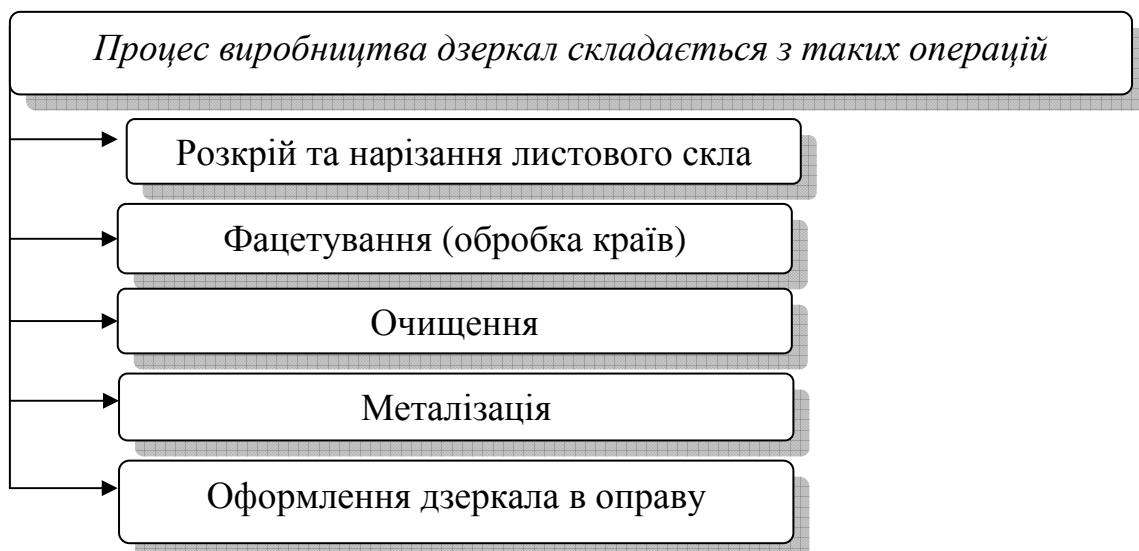 Процес виробництва дзеркал складається з таких операцій
Розкрій та нарізання листового скла
Фацетування (обробка країв)
Очищення
Металізація
Оформлення дзеркала в оправу